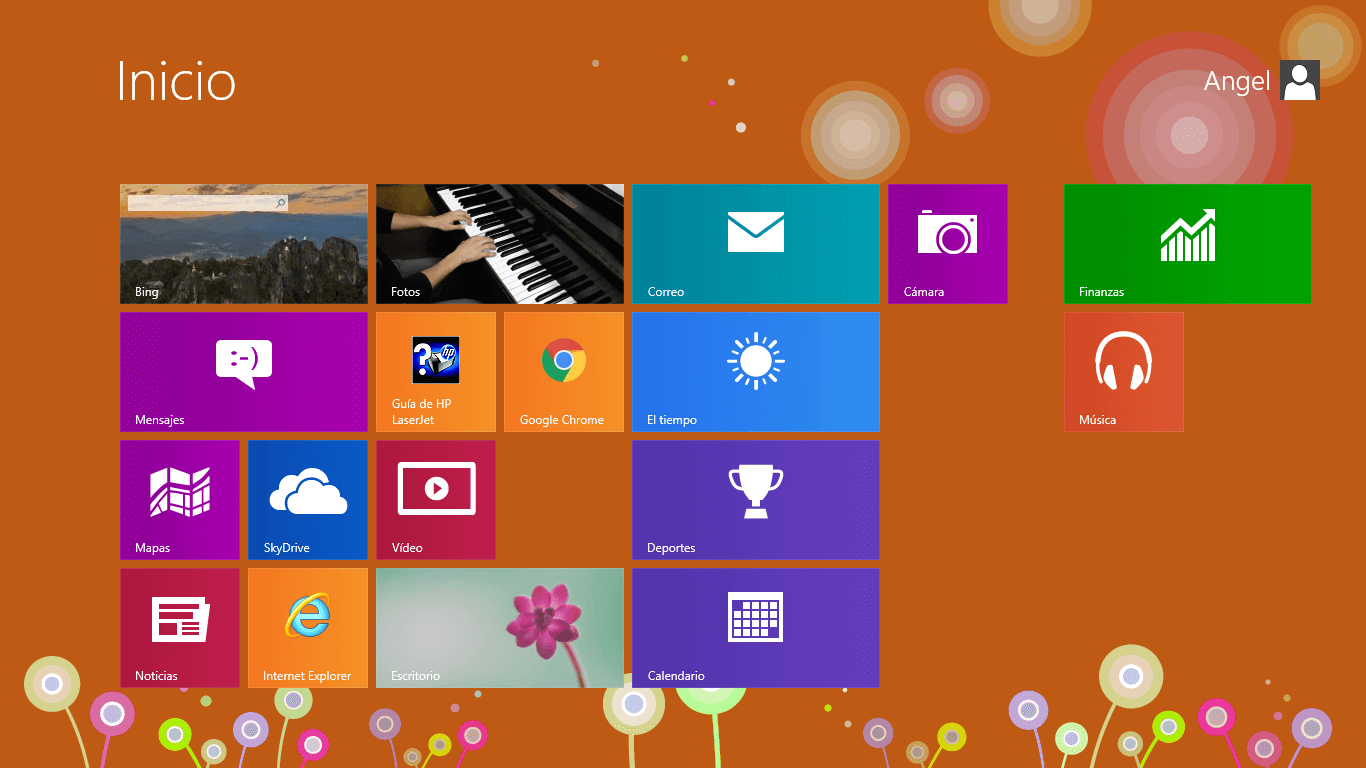 Inicio
Angel
Bing
Fotos
Correo
Cámara
Finanzas
Mensajes
:-)
?
hp
Guía de HP
LaserJet
Google Chrome
El tiempo
Música
Mapas
SkyDrive
Vídeo
Deportes
Noticias
Internet Explorer
Escritorio
Calendario